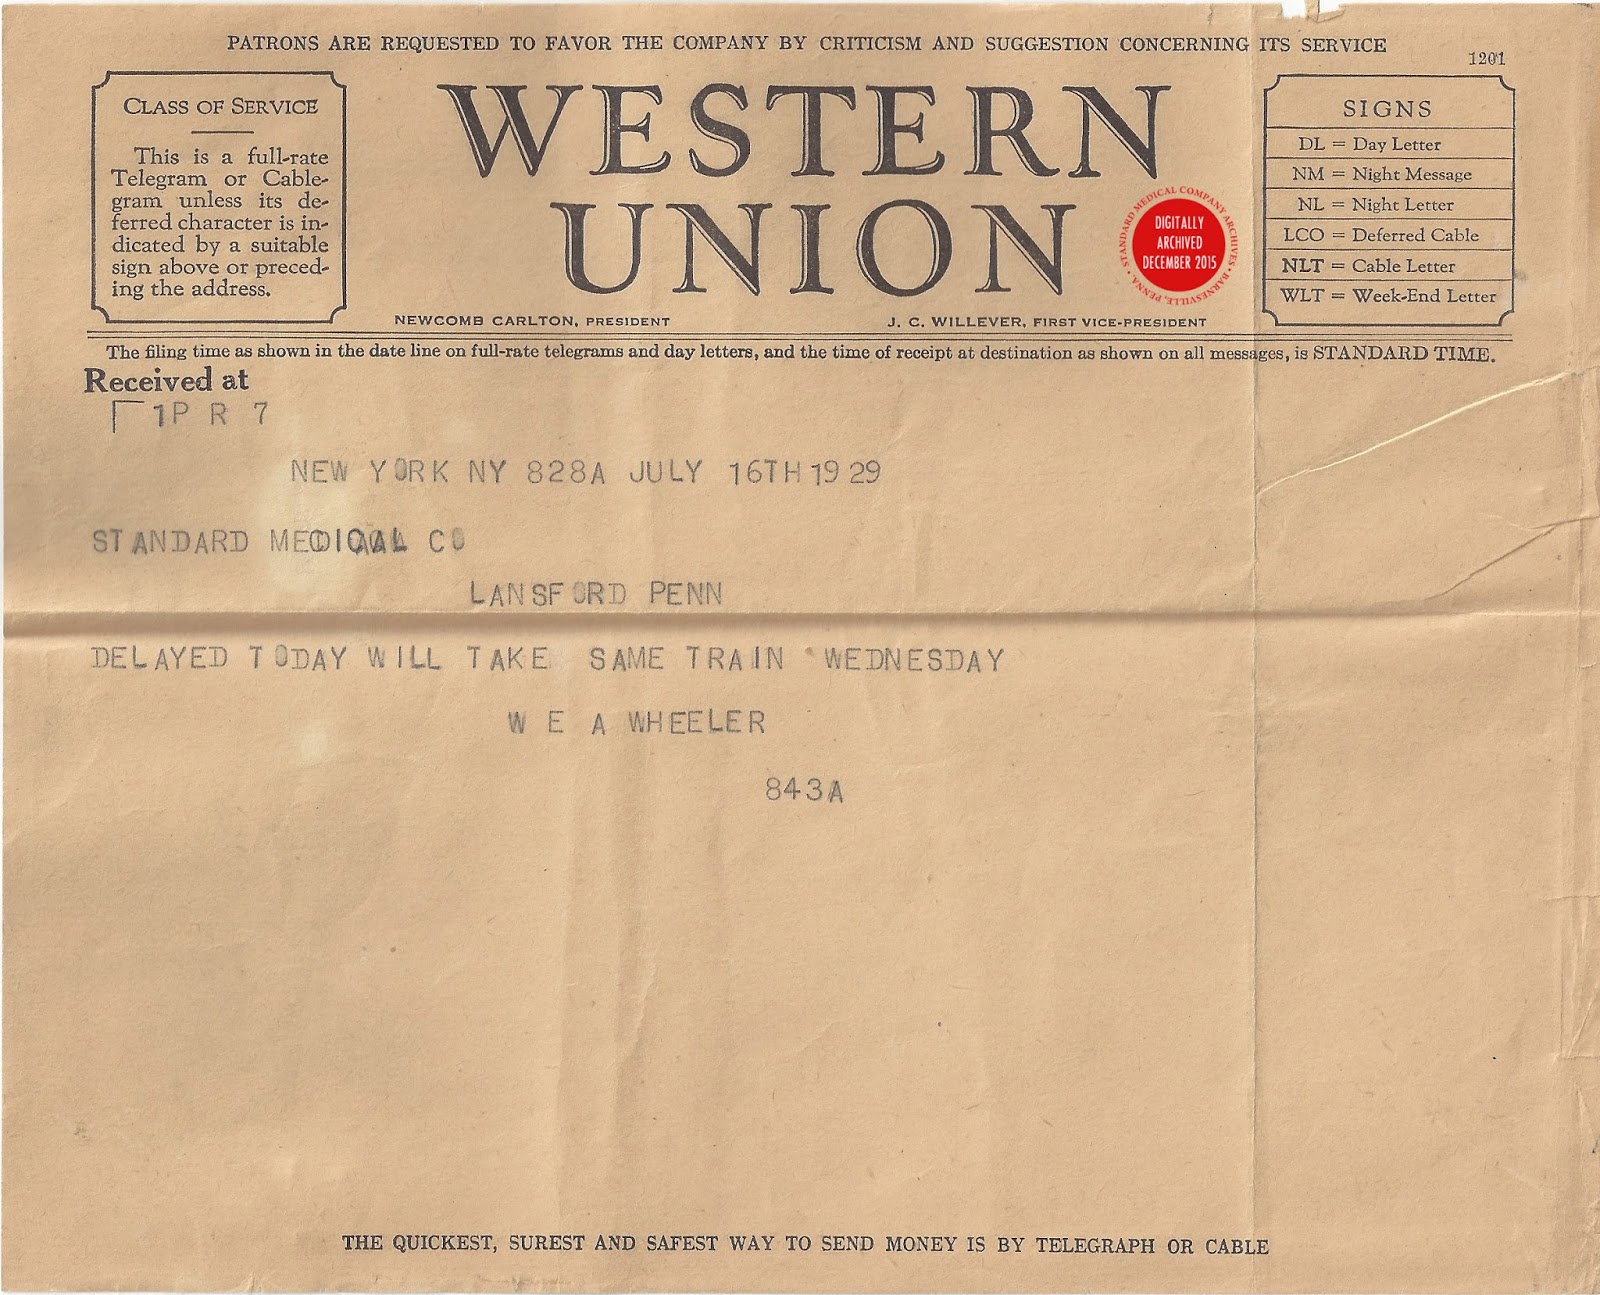 PATRONS ARE REQUESTED TO FAVOR THE COMPANY BY CRITICISM AND SUGGESTION CONCERNING ITS SERVICE
1201
CLASS OF SERVICE
This is a full-rate
Telegram or Cable-
gram unless its de-
ferred character is in-
dicated by a suitable
sign above or preced-
ing the address.
WESTERN
UNION
NEWCOMB CARLTON, PRESIDENT
J. C. WILLEVER, FIRST VICE-PRESIDENT
STANDARD MEDICAL COMPANY ARCHIVES • BARNESVILLE, PENNA. •
DIGITALLY
ARCHIVED
DECEMBER 2015
SIGNS
DL = Day Letter
NM = Night Message
NL = Night Letter
LCO = Deferred Cable
NLT = Cable Letter
WLT = Week-End Letter
The filing time as shown in the date line on full-rate telegrams and day letters, and the time of receipt at destination as shown on all messages, is STANDARD TIME.
Received at
1P R 7
NEW YORK NY 828A JULY 16TH 1929
STANDARD MEDICAL CO
LANSFORD PENN
DELAYED TODAY WILL TAKE SAME TRAIN WEDNESDAY
W E A WHEELER
843A
THE QUICKEST, SUREST AND SAFEST WAY TO SEND MONEY IS BY TELEGRAPH OR CABLE